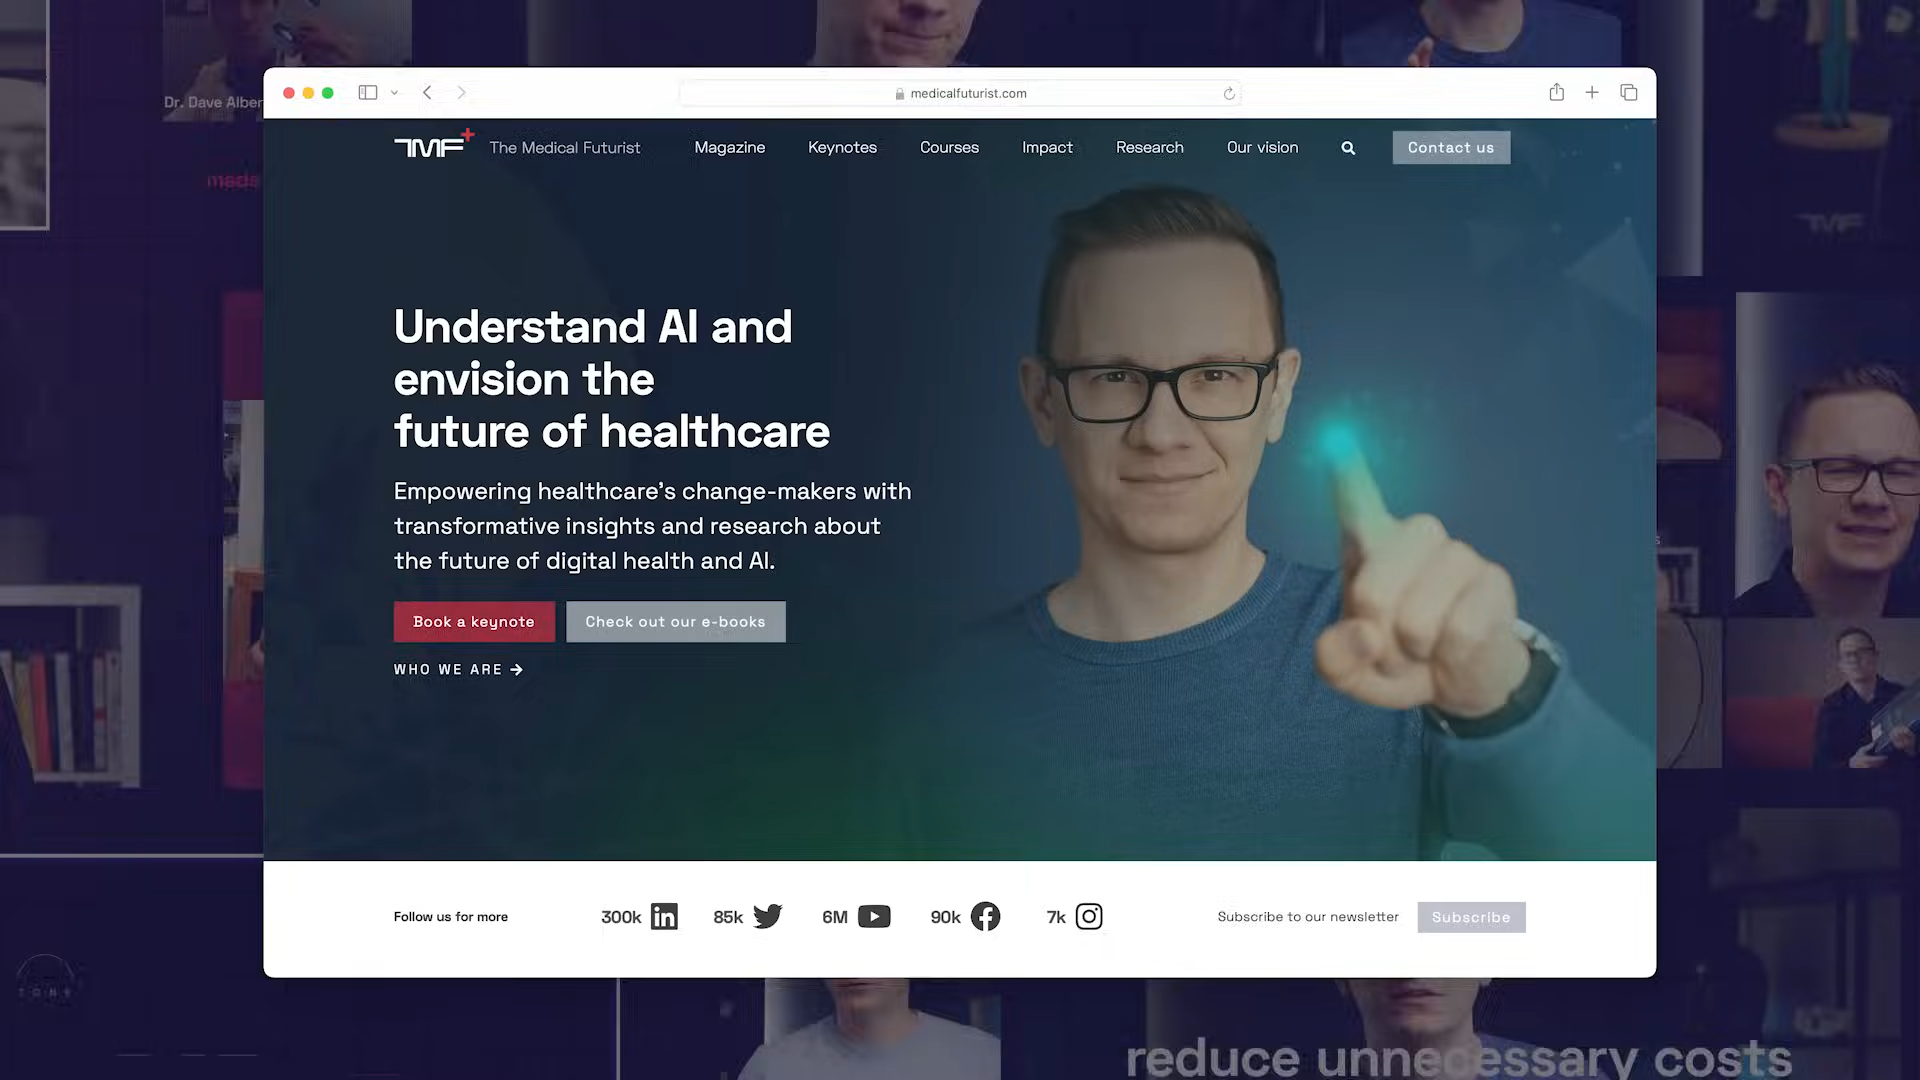 Dr. Dave Alber
meds
medicalfuturist.com
TMF+ The Medical Futurist Magazine Keynotes Courses Impact Research Our vision Contact us
TMF
Understand AI and
envision the
future of healthcare
Empowering healthcare's change-makers with
transformative insights and research about
the future of digital health and AI.
Book a keynote Check out our e-books
WHO WE ARE →
Follow us for more 300k in 85k 6M 90k 7k Subscribe to our newsletter Subscribe
reduce unnecessary costs